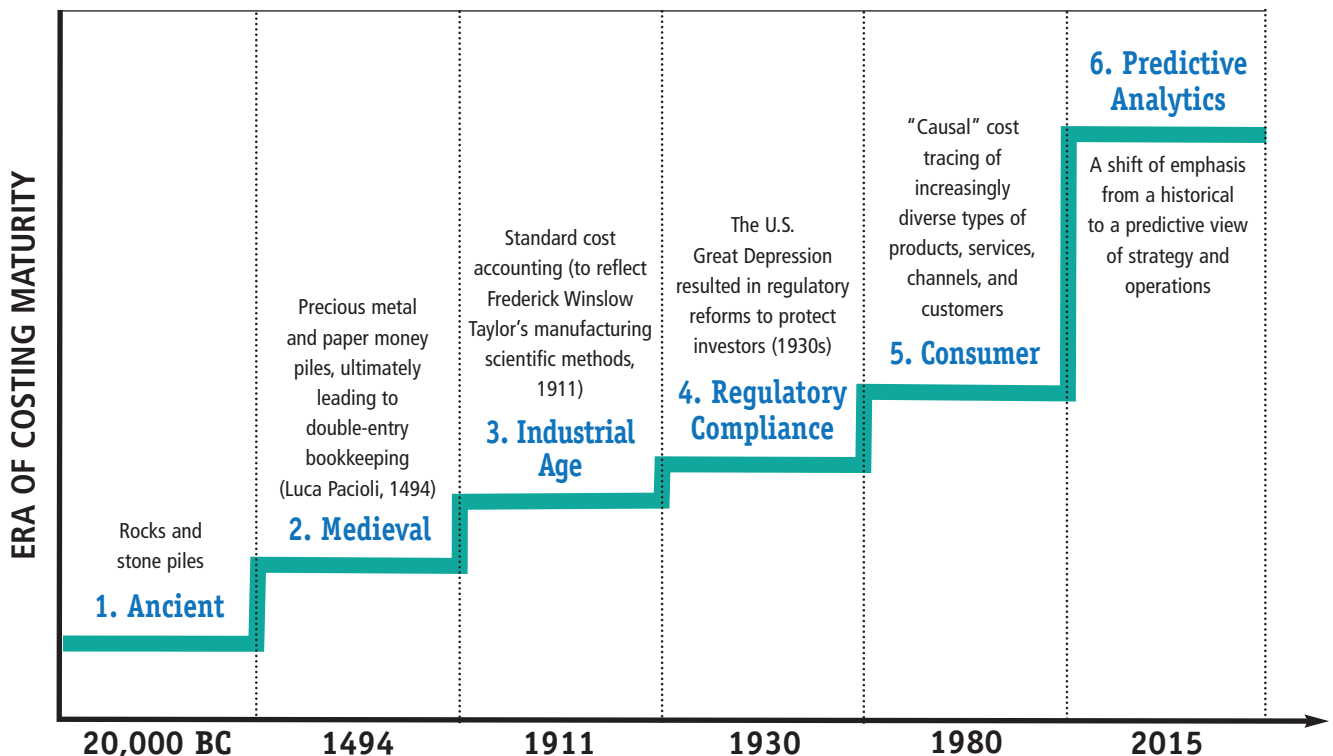 ERA OF COSTING MATURITY
Rocks and
stone piles
1. Ancient
Precious metal
and paper money
piles, ultimately
leading to
double-entry
bookkeeping
(Luca Pacioli, 1494)
2. Medieval
Standard cost
accounting (to reflect
Frederick Winslow
Taylor’s manufacturing
scientific methods,
1911)
3. Industrial
Age
The U.S.
Great Depression
resulted in regulatory
reforms to protect
investors (1930s)
4. Regulatory
Compliance
“Causal” cost
tracing of
increasingly
diverse types of
products, services,
channels, and
customers
5. Consumer
6. Predictive
Analytics
A shift of emphasis
from a historical
to a predictive view
of strategy and
operations
20,000 BC
1494
1911
1930
1980
2015